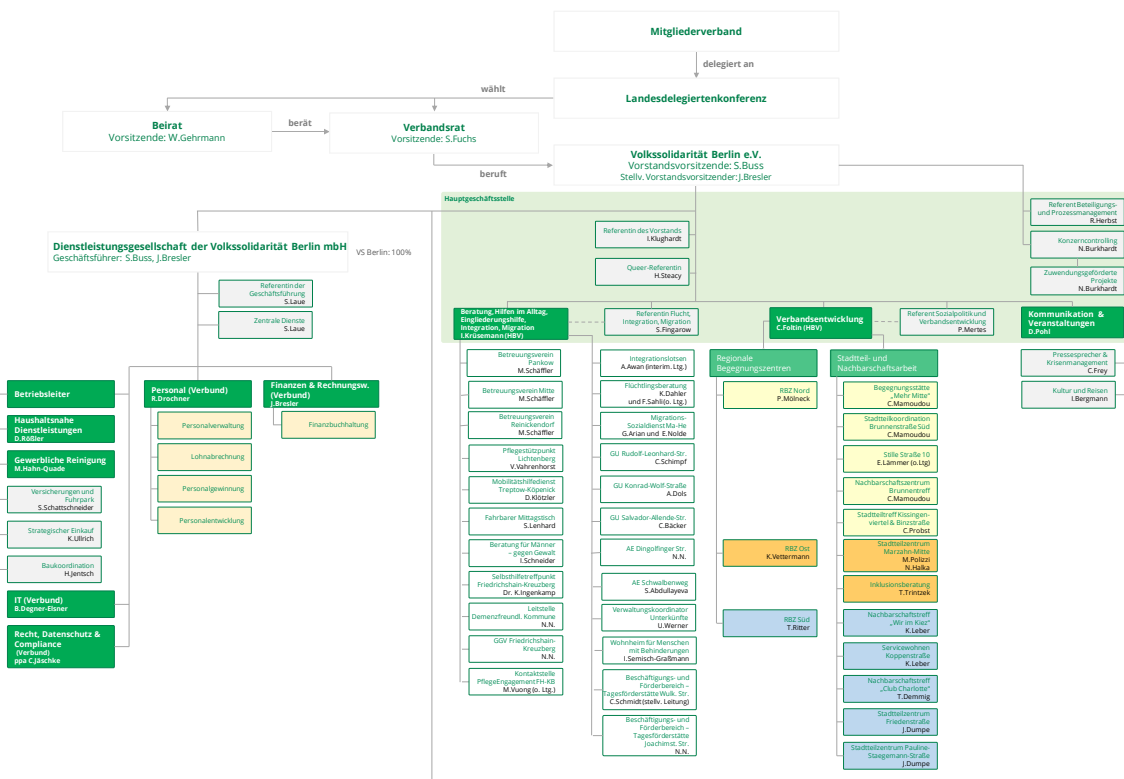 Mitgliederverband
delegiert an
Landesdelegiertenkonferenz
wählt
Beirat
Vorsitzende: W.Gehrmann
berät
Verbandsrat
Vorsitzende: S.Fuchs
beruft
Volkssolidarität Berlin e.V.
Vorstandsvorsitzende: S.Buss
Stellv. Vorstandsvorsitzender: J.Bresler
Hauptgeschäftsstelle
Referentin des Vorstands
I.Klughardt
Queer-Referentin
H.Steacy
Referent Beteiligungs-
und Prozessmanagement
R.Herbst
Konzerncontrolling
N.Burkhardt
Zuwendungsgeförderte
Projekte
N.Burkhardt
Dienstleistungsgesellschaft der Volkssolidarität Berlin mbH
Geschäftsführer: S.Buss, J.Bresler
VS Berlin: 100%
Referentin der
Geschäftsführung
S.Laue
Zentrale Dienste
S.Laue
Beratung, Hilfen im Alltag,
Eingliederungshilfe,
Integration, Migration
I.Krüsemann (HBV)
Referentin Flucht,
Integration, Migration
S.Fingarow
Verbandsentwicklung
C.Foltin (HBV)
Referent Sozialpolitik und
Verbandsentwicklung
P.Mertes
Kommunikation &
Veranstaltungen
D.Pohl
Pressesprecher &
Krisenmanagement
C.Frey
Kultur und Reisen
I.Bergmann
Betriebsleiter
Haushaltsnahe
Dienstleistungen
D.Rößler
Gewerbliche Reinigung
M.Hahn-Quade
Versicherungen und
Fuhrpark
S.Schattschneider
Strategischer Einkauf
K.Ullrich
Baukoordination
H.Jentsch
IT (Verbund)
B.Degner-Elsner
Recht, Datenschutz &
Compliance
(Verbund)
ppa C.Jäschke
Personal (Verbund)
R.Drochner
Personalverwaltung
Lohnabrechnung
Personalgewinnung
Personalentwicklung
Finanzen & Rechnungsw.
(Verbund)
J.Bresler
Finanzbuchhaltung
Betreuungsverein
Pankow
M.Schäffler
Betreuungsverein Mitte
M.Schäffler
Betreuungsverein
Reinickendorf
M.Schäffler
Pflegestützpunkt
Lichtenberg
V.Vahrenhorst
Mobilitätshilfedienst
Treptow-Köpenick
D.Klötzler
Fahrbarer Mittagstisch
S.Lenhard
Beratung für Männer
– gegen Gewalt
I.Schneider
Selbsthilfetreffpunkt
Friedrichshain-Kreuzberg
Dr. K.Ingenkamp
Leitstelle
Demenzfreundl. Kommune
N.N.
GGV Friedrichshain-
Kreuzberg
N.N.
Kontaktstelle
PflegeEngagement FH-KB
M.Vuong (o. Ltg.)
Integrationslotsen
A.Awan (interim. Ltg.)
Flüchtlingsberatung
K.Dahler
und F.Sahli(o. Ltg.)
Migrations-
Sozialdienst Ma-He
G.Arian und E.Nolde
GU Rudolf-Leonhard-Str.
C.Schimpf
GU Konrad-Wolf-Straße
A.Dols
GU Salvador-Allende-Str.
C.Bäcker
AE Dingolfinger Str.
N.N.
AE Schwalbenweg
S.Abdullayeva
Verwaltungskoordinator
Unterkünfte
U.Werner
Wohnheim für Menschen
mit Behinderungen
I.Semisch-Graßmann
Beschäftigungs- und
Förderbereich –
Tagesförderstätte Wulk. Str.
C.Schmidt (stellv. Leitung)
Beschäftigungs- und
Förderbereich –
Tagesförderstätte
Joachimst. Str.
N.N.
Regionale
Begegnungszentren
RBZ Nord
P.Mölneck
RBZ Ost
K.Vettermann
RBZ Süd
T.Ritter
Stadtteil- und
Nachbarschaftsarbeit
Begegnungsstätte
„Mehr Mitte“
C.Mamoudou
Stadtteilkoordination
Brunnenstraße Süd
C.Mamoudou
Stille Straße 10
E.Lämmer (o.Ltg)
Nachbarschaftszentrum
Brunnentreff
C.Mamoudou
Stadtteiltreff Kissingen-
viertel & Binzstraße
C.Probst
Stadtteilzentrum
Marzahn-Mitte
M.Polizzi
N.Halka
Inklusionsberatung
T.Trintzek
Nachbarschaftstreff
„Wir im Kiez“
K.Leber
Servicewohnen
Koppenstraße
K.Leber
Nachbarschaftstreff
„Club Charlotte“
T.Demmig
Stadtteilzentrum
Friedenstraße
J.Dumpe
Stadtteilzentrum Pauline-
Staegemann-Straße
J.Dumpe